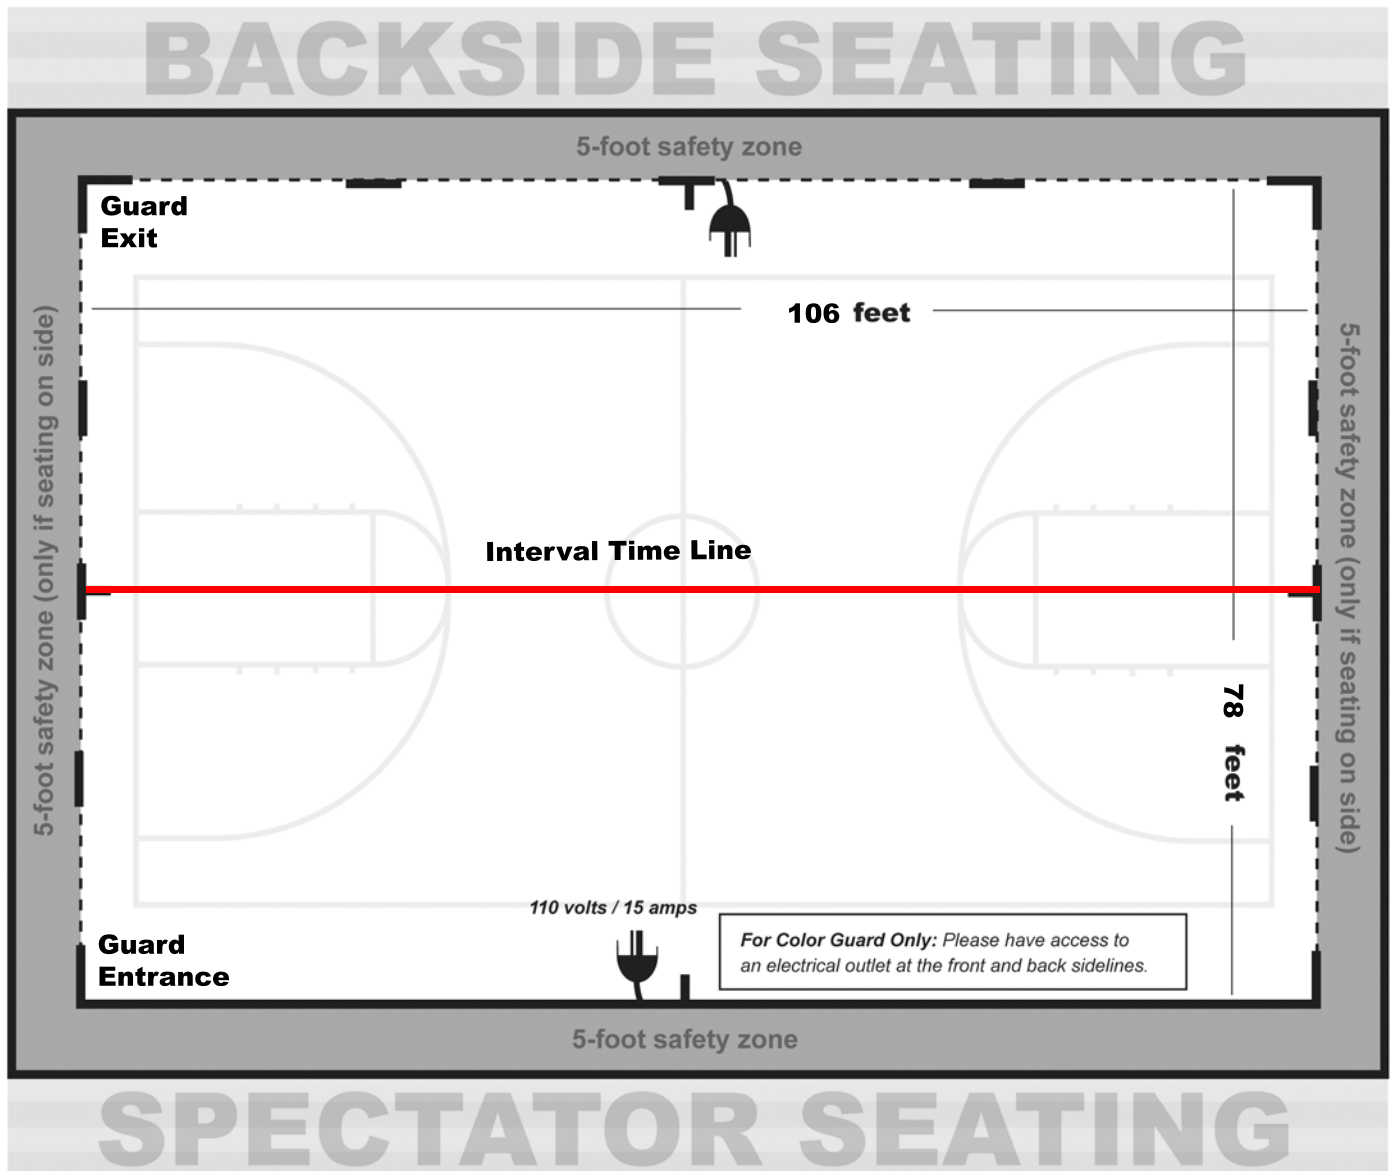 BACKSIDE SEATING
5-foot safety zone
Guard
Exit
106 feet
5-foot safety zone (only if seating on side)
5-foot safety zone (only if seating on side)
Interval Time Line
78 feet
110 volts / 15 amps
For Color Guard Only: Please have access to
an electrical outlet at the front and back sidelines.
Guard
Entrance
5-foot safety zone
SPECTATOR SEATING